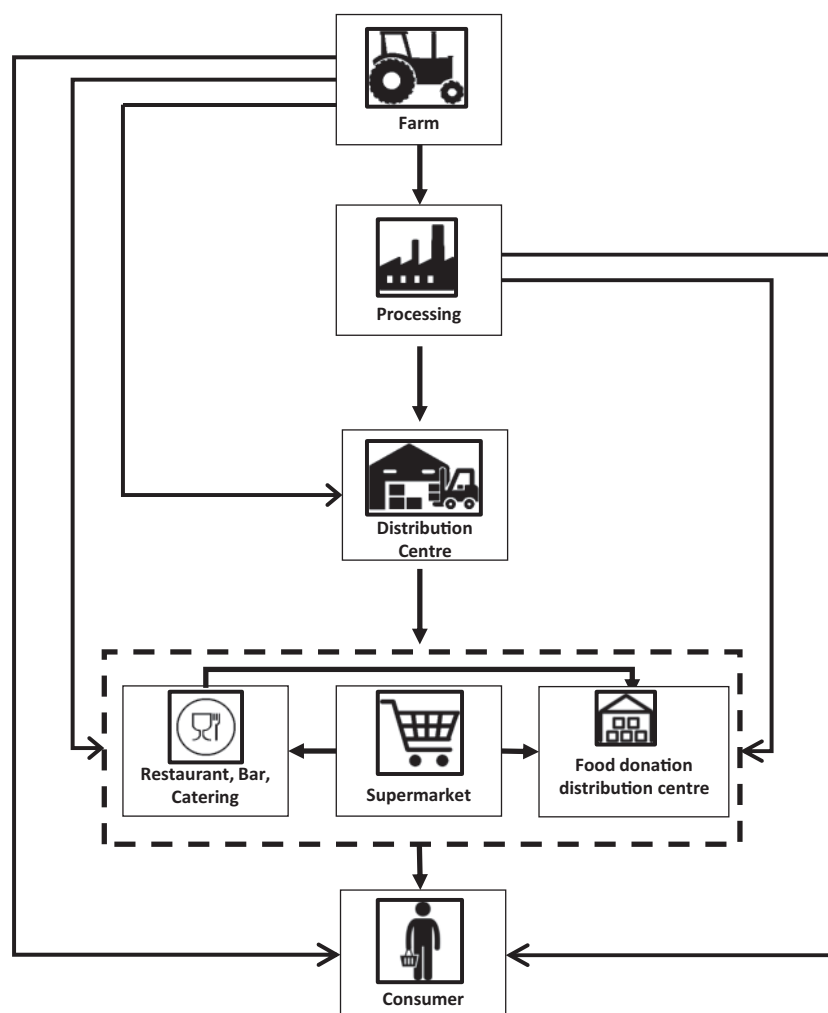 Farm
Processing
Distribution
Centre
Restaurant, Bar,
Catering
Supermarket
Food donation
distribution centre
Consumer